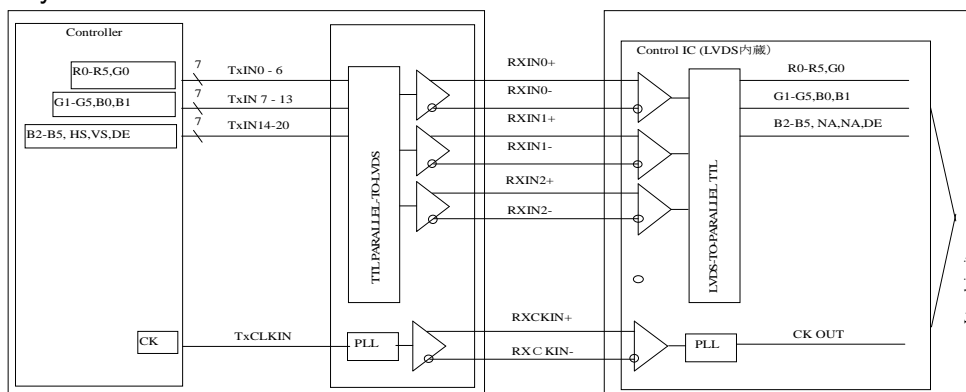 Controller
R0-R5,G0
G1-G5,B0,B1
B2-B5, HS,VS,DE
CK
7
TxIN0 - 6
7
TxIN 7 - 13
7
TxIN14-20
TxCLKIN
TTL PARALLEL-TO-LVDS
PLL
RXIN0+
RXIN0-
RXIN1+
RXIN1-
RXIN2+
RXIN2-
RXCKIN+
RXCKIN-
Control IC (LVDS内蔵)
LVDS-TO-PARALLEL TTL
PLL
R0-R5,G0
G1-G5,B0,B1
B2-B5, NA,NA,DE
CK OUT